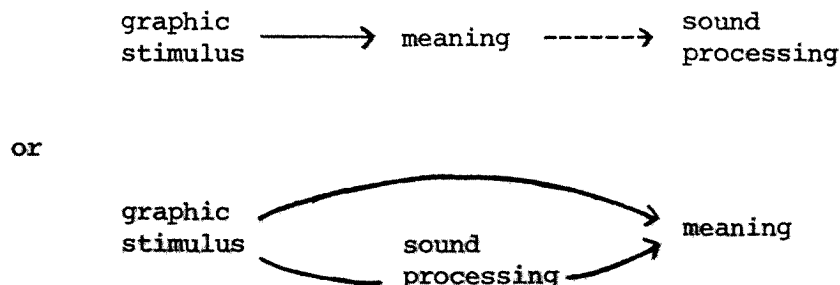 graphic stimulus meaning sound processing
or
graphic stimulus meaning
sound processing